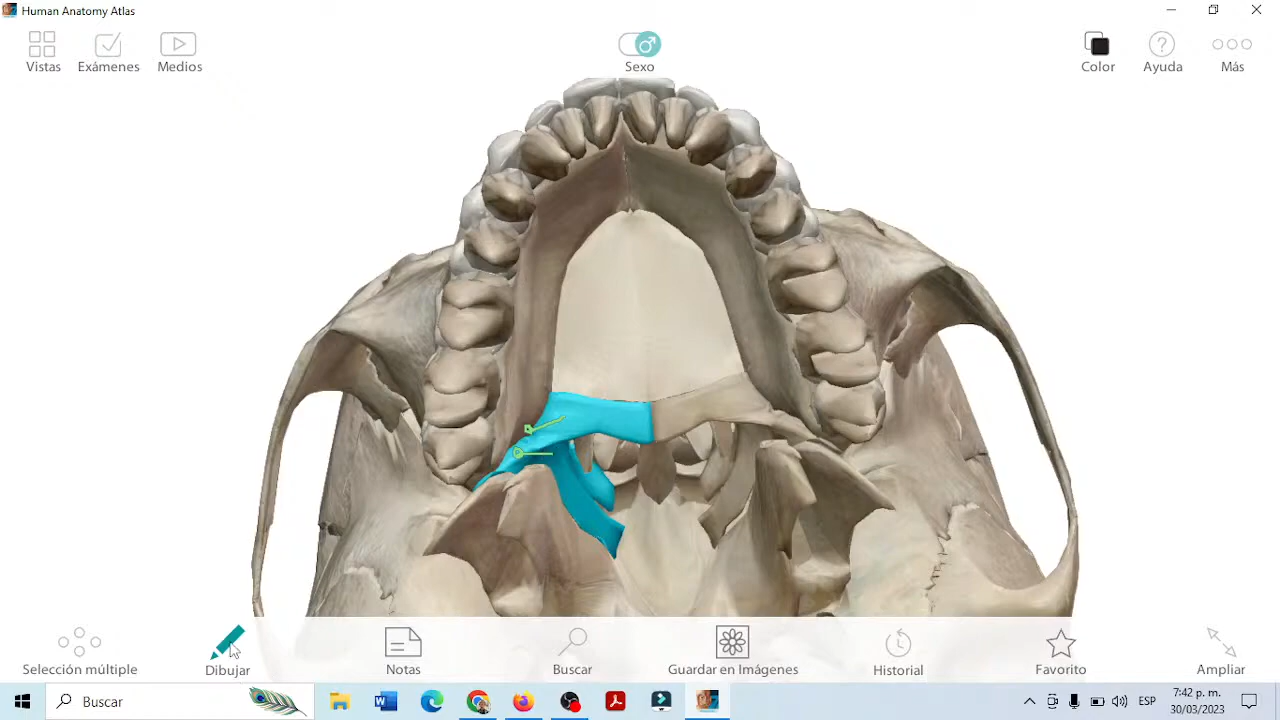 Human Anatomy Atlas
Vistas
Exámenes
Medios
Sexo
Color
Ayuda
Más
Selección múltiple
Dibujar
Notas
Buscar
Guardar en Imágenes
Historial
Favorito
Ampliar
Buscar
ESP
7:42 p. m.
30/03/2023